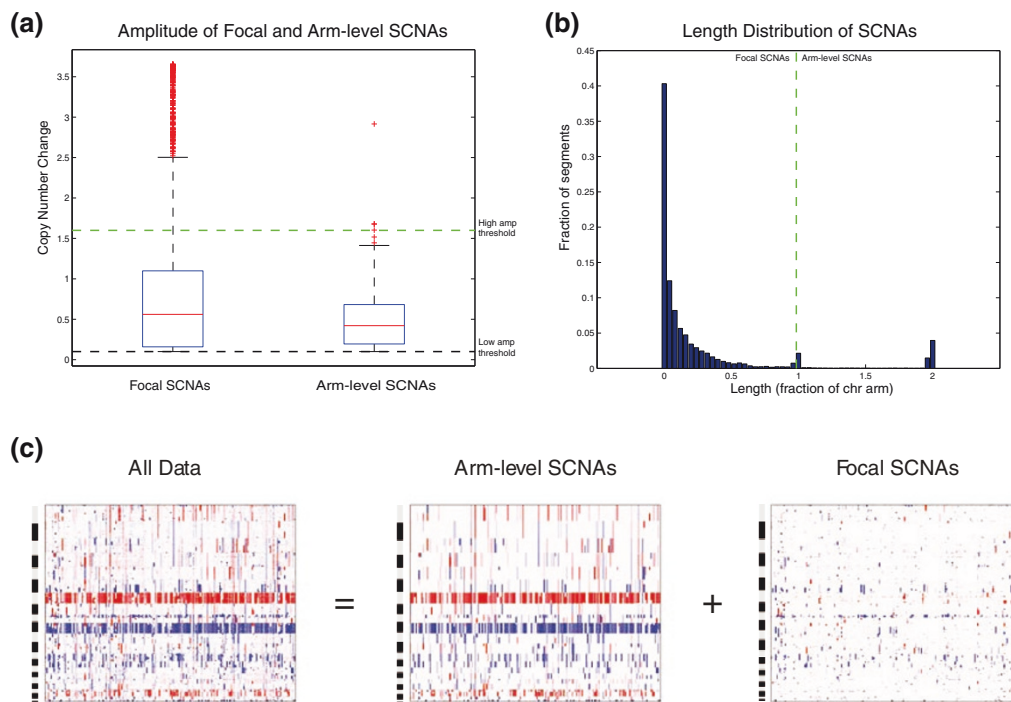 (a)
Amplitude of Focal and Arm-level SCNAs
Copy Number Change
3.5
3
2.5
2
1.5
1
0.5
0
High amp
threshold
Low amp
threshold
Focal SCNAs
Arm-level SCNAs
(b)
Length Distribution of SCNAs
Fraction of segments
0.45
0.4
0.35
0.3
0.25
0.2
0.15
0.1
0.05
0
Focal SCNAs
Arm-level SCNAs
0
0.5
1
1.5
2
Length (fraction of chr arm)
(c)
All Data
=
Arm-level SCNAs
+
Focal SCNAs